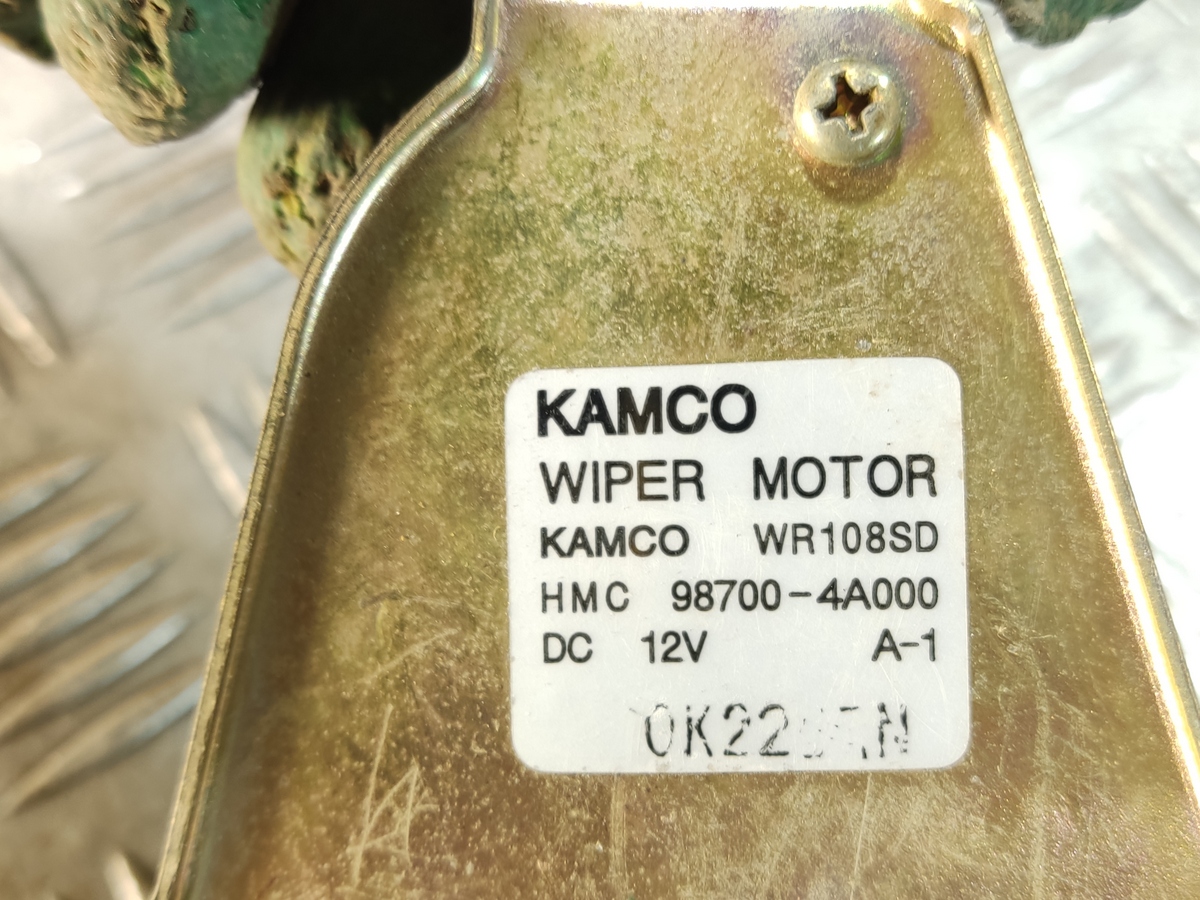 KAMCO
WIPER MOTOR
KAMCO WR108SD
HMC 98700-4A000
DC 12V A-1